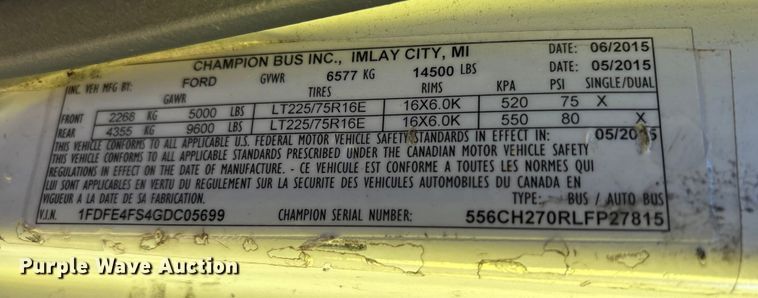 CHAMPION BUS INC., IMLAY CITY, MI DATE: 06/2015
INC. VEH MFG BY: FORD GVWR 6577 KG 14500 LBS DATE: 05/2015
GAWR TIRES RIMS KPA PSI SINGLE/DUAL
FRONT 2268 KG 5000 LBS LT225/75R16E 16X6.0K 520 75 X
REAR 4355 KG 9600 LBS LT225/75R16E 16X6.0K 550 80 X
THIS VEHICLE CONFORMS TO ALL APPLICABLE U.S. FEDERAL MOTOR VEHICLE SAFETY STANDARDS IN EFFECT IN: 05/2015
THIS VEHICLE CONFORMS TO ALL APPLICABLE STANDARDS PRESCRIBED UNDER THE CANADIAN MOTOR VEHICLE SAFETY
REGULATIONS IN EFFECT ON THE DATE OF MANUFACTURE. - CE VEHICULE EST CONFORME A TOUTES LES NORMES QUI
LUI SONT APPLICABLES EN VERTU DU REGULEMENT SUR LA SECURITE DES VEHICULES AUTOMOBILES DU CANADA EN
VIGUEUR A LA DATE DE SA FABRICATION. TYPE: BUS / AUTO BUS
V.I.N. 1FDFE4FS4GDC05699 CHAMPION SERIAL NUMBER: 556CH270RLFP27815
Purple Wave Auction